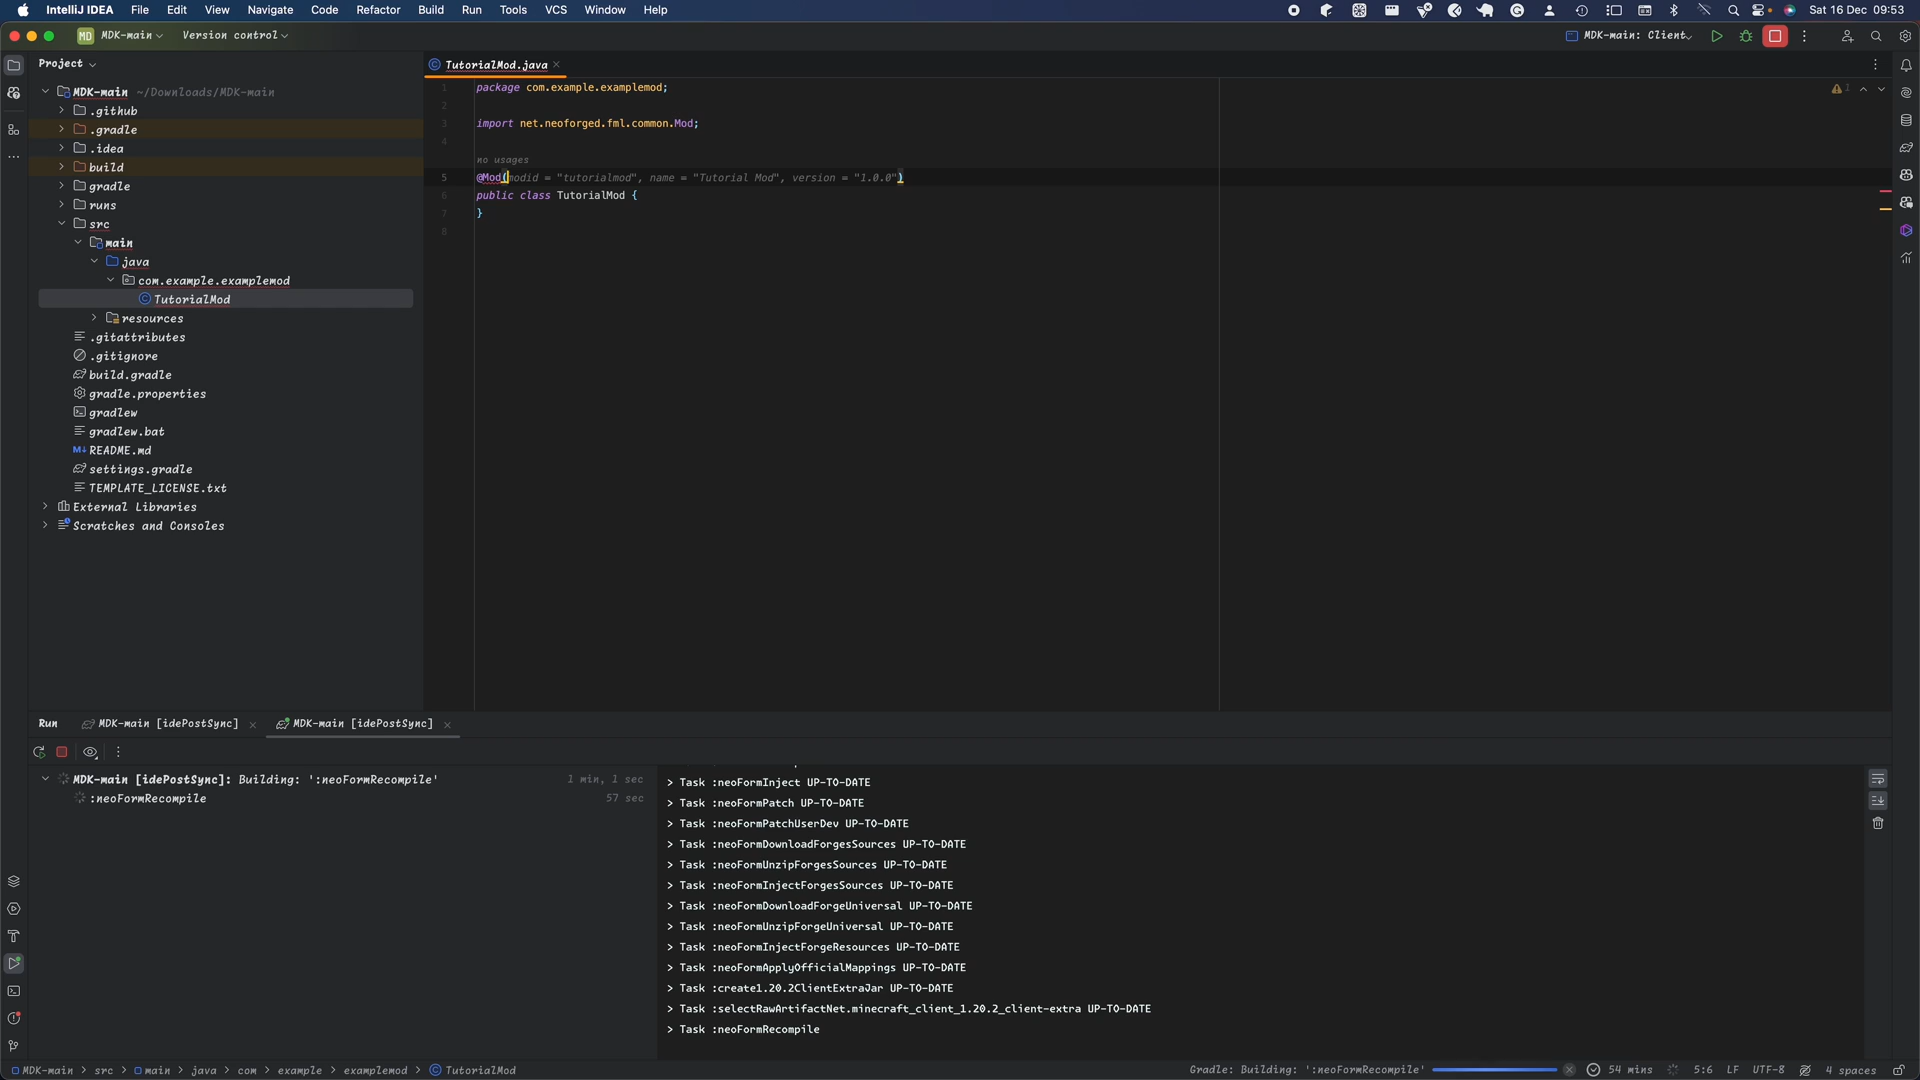 IntelliJ IDEA File Edit View Navigate Code Refactor Build Run Tools VCS Window Help Sat 16 Dec 09:53
MD MDK-main Version control MDK-main: Client
Project
TutorialMod.java
MDK-main ~/Downloads/MDK-main
.github
.gradle
.idea
build
gradle
runs
src
main
java
com.example.examplemod
TutorialMod
resources
.gitattributes
.gitignore
build.gradle
gradle.properties
gradlew
gradlew.bat
M↓ README.md
settings.gradle
TEMPLATE_LICENSE.txt
External Libraries
Scratches and Consoles
1 package com.example.examplemod;
2
3 import net.neoforged.fml.common.Mod;
4
no usages
5 @Mod(modid = "tutorialmod", name = "Tutorial Mod", version = "1.0.0")
6 public class TutorialMod {
7 }
8
1
Run MDK-main [idePostSync] MDK-main [idePostSync]
MDK-main [idePostSync]: Building: ':neoFormRecompile' 1 min, 1 sec
:neoFormRecompile 57 sec
> Task :neoFormInject UP-TO-DATE
> Task :neoFormPatch UP-TO-DATE
> Task :neoFormPatchUserDev UP-TO-DATE
> Task :neoFormDownloadForgesSources UP-TO-DATE
> Task :neoFormUnzipForgesSources UP-TO-DATE
> Task :neoFormInjectForgesSources UP-TO-DATE
> Task :neoFormDownloadForgeUniversal UP-TO-DATE
> Task :neoFormUnzipForgeUniversal UP-TO-DATE
> Task :neoFormInjectForgeResources UP-TO-DATE
> Task :neoFormApplyOfficialMappings UP-TO-DATE
> Task :create1.20.2ClientExtraJar UP-TO-DATE
> Task :selectRawArtifactNet.minecraft_client_1.20.2_client-extra UP-TO-DATE
> Task :neoFormRecompile
MDK-main > src > main > java > com > example > examplemod > TutorialMod
Gradle: Building: ':neoFormRecompile' 54 mins 5:6 LF UTF-8 4 spaces